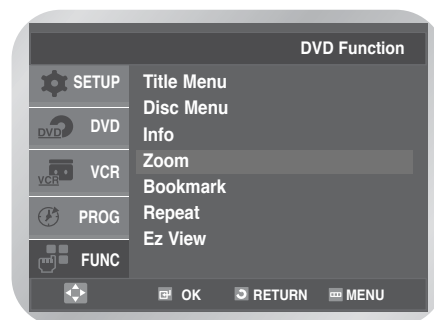 DVD Function
SETUP
DVD
DVD
VCR
VCR
PROG
FUNC
Title Menu
Disc Menu
Info
Zoom
Bookmark
Repeat
Ez View
OK RETURN MENU